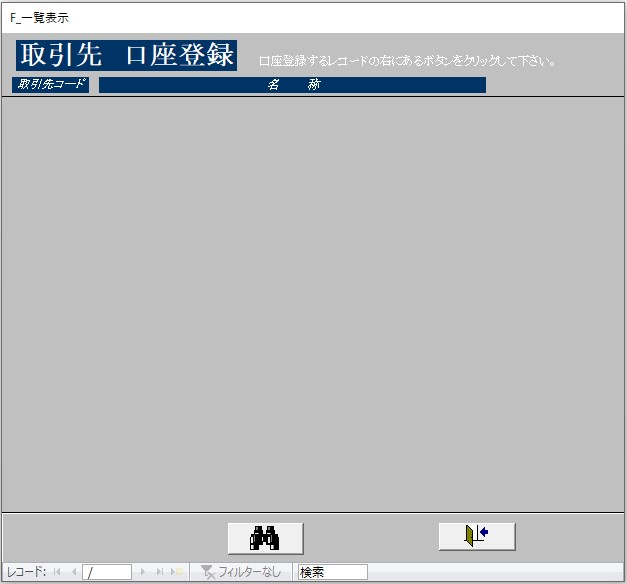 F_一覧表示
取引先 口座登録 口座登録するレコードの右にあるボタンをクリックして下さい。
取引先コード 名 称
レコード: / フィルターなし 検索